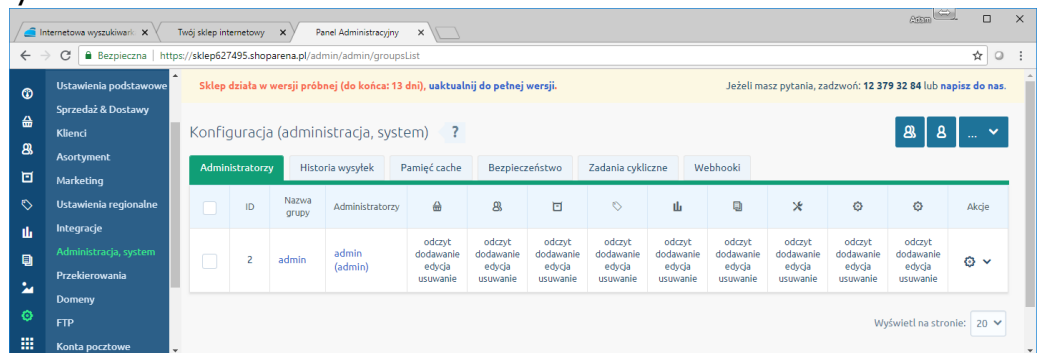 Adam
Internetowa wyszukiwark
Twój sklep internetowy
Panel Administracyjny
Bezpieczna | https://sklep627495.shoparena.pl/admin/admin/groupsList
Ustawienia podstawowe
Sprzedaż & Dostawy
Klienci
Asortyment
Marketing
Ustawienia regionalne
Integracje
Administracja, system
Przekierowania
Domeny
FTP
Konta pocztowe
Sklep działa w wersji próbnej (do końca: 13 dni), uaktualnij do pełnej wersji.
Jeżeli masz pytania, zadzwoń: 12 379 32 84 lub napisz do nas.
Konfiguracja (administracja, system) ?
...
Administratorzy
Historia wysyłek
Pamięć cache
Bezpieczeństwo
Zadania cykliczne
Webhooki
ID
Nazwa
grupy
Administratorzy
Akcje
2
admin
admin
(admin)
odczyt
dodawanie
edycja
usuwanie
odczyt
dodawanie
edycja
usuwanie
odczyt
dodawanie
edycja
usuwanie
odczyt
dodawanie
edycja
usuwanie
odczyt
dodawanie
edycja
usuwanie
odczyt
dodawanie
edycja
usuwanie
odczyt
dodawanie
edycja
usuwanie
odczyt
dodawanie
edycja
usuwanie
odczyt
dodawanie
edycja
usuwanie
Wyświetl na stronie: 20